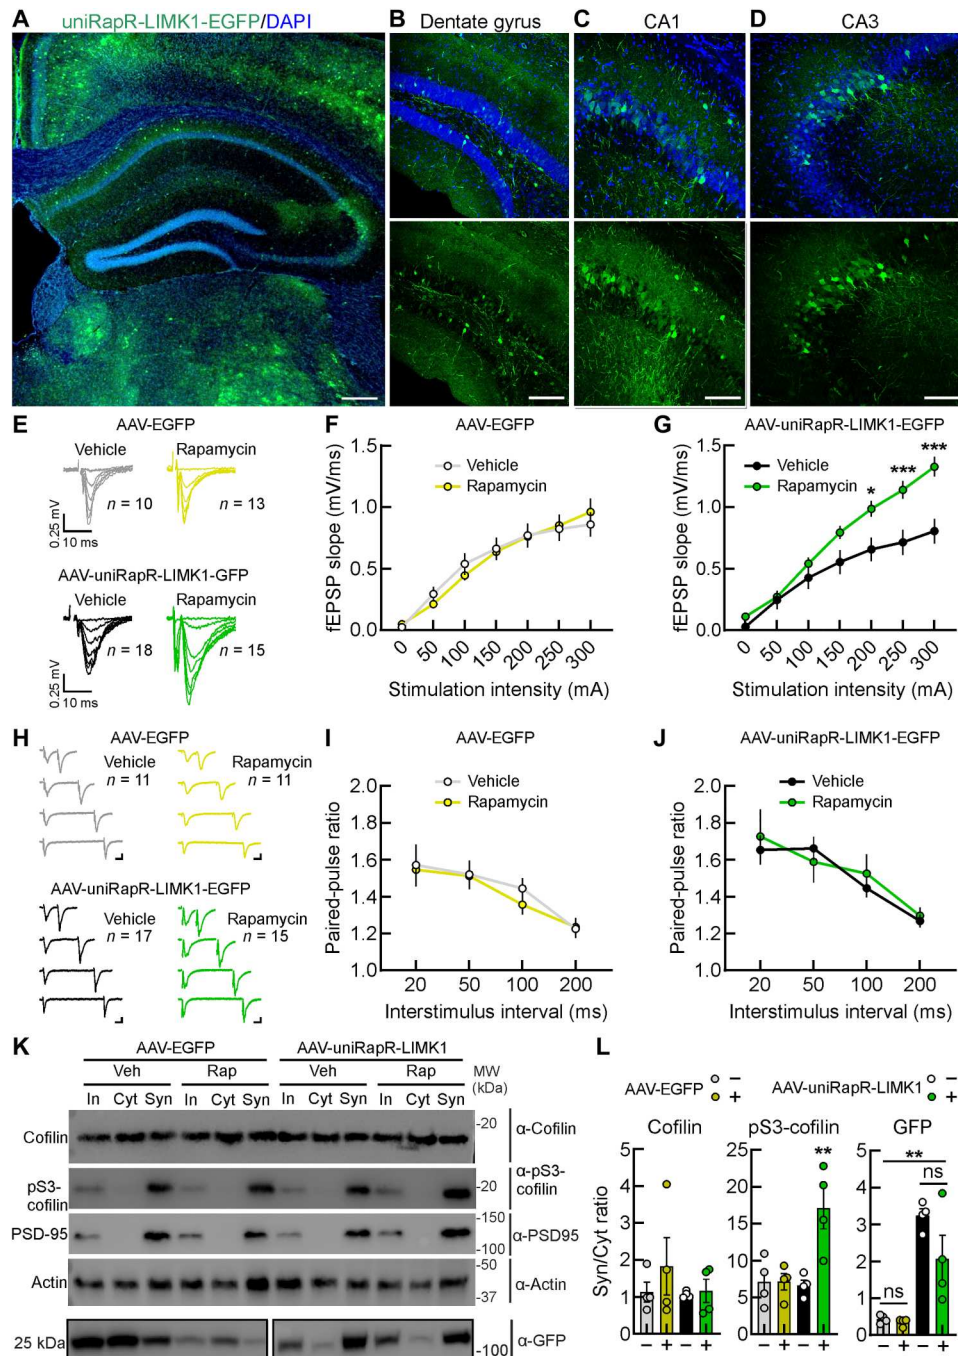 A
uniRapR-LIMK1-EGFP/DAPI
B
Dentate gyrus
C
CA1
D
CA3
E
AAV-EGFP
Vehicle
Rapamycin
n = 10
n = 13
0.25 mV
10 ms
AAV-uniRapR-LIMK1-GFP
Vehicle
Rapamycin
n = 18
n = 15
0.25 mV
10 ms
F
AAV-EGFP
Vehicle
Rapamycin
fEPSP slope (mV/ms)
1.5
1.0
0.5
0.0
0 50 100 150 200 250 300
Stimulation intensity (mA)
G
AAV-uniRapR-LIMK1-EGFP
Vehicle
Rapamycin
* *** ***
fEPSP slope (mV/ms)
1.5
1.0
0.5
0.0
0 50 100 150 200 250 300
Stimulation intensity (mA)
H
AAV-EGFP
Vehicle
n = 11
Rapamycin
n = 11
AAV-uniRapR-LIMK1-EGFP
Vehicle
n = 17
Rapamycin
n = 15
I
AAV-EGFP
Vehicle
Rapamycin
Paired-pulse ratio
2.0
1.8
1.6
1.4
1.2
1.0
20 50 100 200
Interstimulus interval (ms)
J
AAV-uniRapR-LIMK1-EGFP
Vehicle
Rapamycin
Paired-pulse ratio
2.0
1.8
1.6
1.4
1.2
1.0
20 50 100 200 ms
Interstimulus interval (ms)
K
AAV-EGFP
AAV-uniRapR-LIMK1
Veh Rap Veh Rap
MW
(kDa)
In Cyt Syn In Cyt Syn In Cyt Syn In Cyt Syn
Cofilin
-20
α-Cofilin
pS3-
cofilin
-20
α-pS3-
cofilin
PSD-95
-150
-100
α-PSD95
Actin
-50
-37
α-Actin
25 kDa
-100
α-GFP
L
AAV-EGFP
−
+
AAV-uniRapR-LIMK1
−
+
Cofilin
Syn/Cyt ratio
5
4
3
2
1
0
− + − +
pS3-cofilin
25
20
15
10
5
0
**
− + − +
GFP
5
4
3
2
1
0
**
ns
ns
− + − +